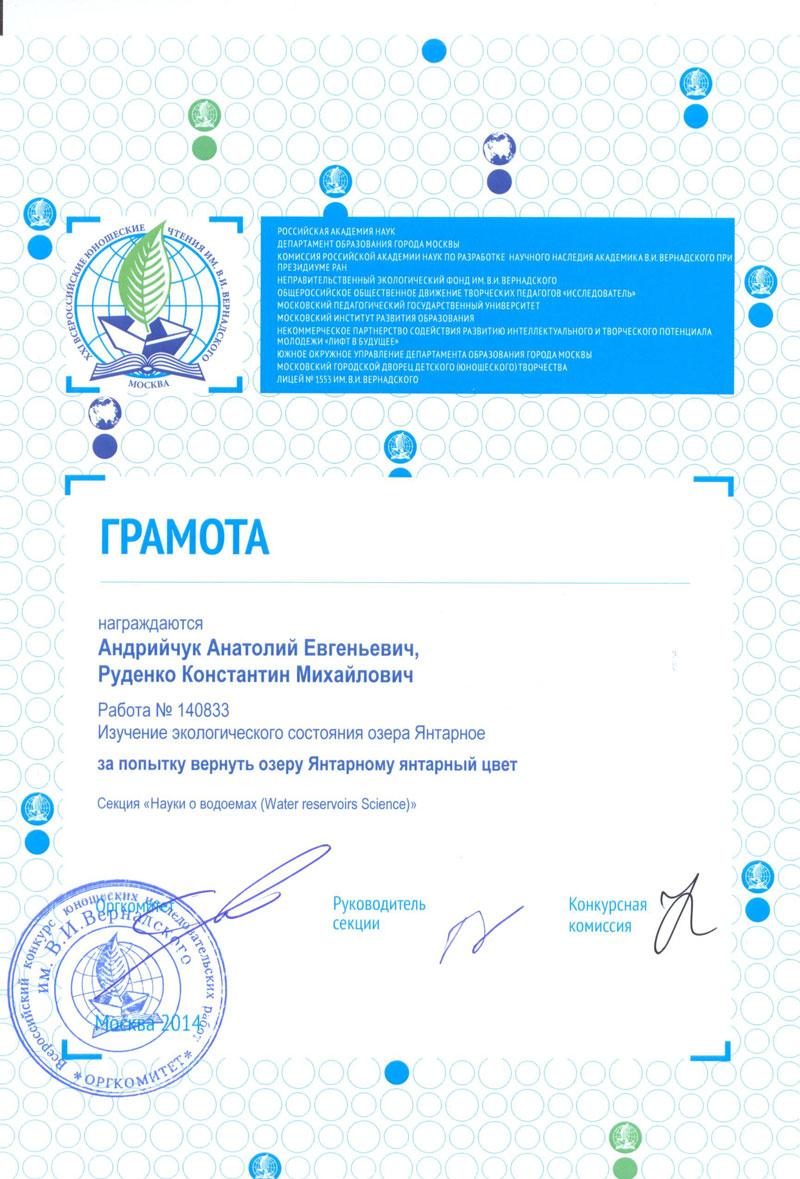 XXI ВСЕРОССИЙСКИЕ ЮНОШЕСКИЕ ЧТЕНИЯ ИМ. В.И. ВЕРНАДСКОГО
МОСКВА
РОССИЙСКАЯ АКАДЕМИЯ НАУК
ДЕПАРТАМЕНТ ОБРАЗОВАНИЯ ГОРОДА МОСКВЫ
КОМИССИЯ РОССИЙСКОЙ АКАДЕМИИ НАУК ПО РАЗРАБОТКЕ НАУЧНОГО НАСЛЕДИЯ АКАДЕМИКА В.И. ВЕРНАДСКОГО ПРИ
ПРЕЗИДИУМЕ РАН
НЕПРАВИТЕЛЬСТВЕННЫЙ ЭКОЛОГИЧЕСКИЙ ФОНД ИМ. В.И. ВЕРНАДСКОГО
ОБЩЕРОССИЙСКОЕ ОБЩЕСТВЕННОЕ ДВИЖЕНИЕ ТВОРЧЕСКИХ ПЕДАГОГОВ «ИССЛЕДОВАТЕЛЬ»
МОСКОВСКИЙ ПЕДАГОГИЧЕСКИЙ ГОСУДАРСТВЕННЫЙ УНИВЕРСИТЕТ
МОСКОВСКИЙ ИНСТИТУТ РАЗВИТИЯ ОБРАЗОВАНИЯ
НЕКОММЕРЧЕСКОЕ ПАРТНЕРСТВО СОДЕЙСТВИЯ РАЗВИТИЮ ИНТЕЛЛЕКТУАЛЬНОГО И ТВОРЧЕСКОГО ПОТЕНЦИАЛА
МОЛОДЕЖИ «ЛИФТ В БУДУЩЕЕ»
ЮЖНОЕ ОКРУЖНОЕ УПРАВЛЕНИЕ ДЕПАРТАМЕНТА ОБРАЗОВАНИЯ ГОРОДА МОСКВЫ
МОСКОВСКИЙ ГОРОДСКОЙ ДВОРЕЦ ДЕТСКОГО (ЮНОШЕСКОГО) ТВОРЧЕСТВА
ЛИЦЕЙ № 1553 ИМ. В.И. ВЕРНАДСКОГО
ГРАМОТА
награждаются
Андрийчук Анатолий Евгеньевич,
Руденко Константин Михайлович
Работа № 140833
Изучение экологического состояния озера Янтарное
за попытку вернуть озеру Янтарному янтарный цвет
Секция «Науки о водоемах (Water reservoirs Science)»
Оргкомитет
Руководитель
секции
Конкурсная
комиссия
Всероссийский конкурс юношеских исследовательских работ
им. В.И. Вернадского
*ОРГКОМИТЕТ*
Москва 2014